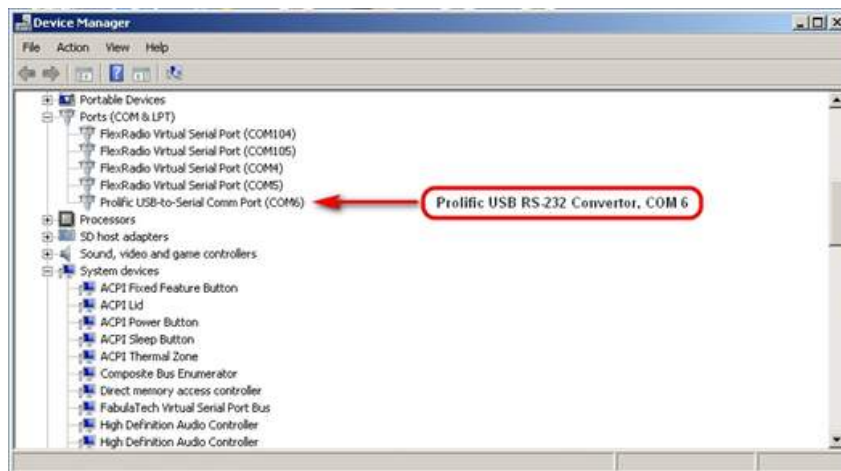 Device Manager
File Action View Help
Portable Devices
Ports (COM & LPT)
FlexRadio Virtual Serial Port (COM104)
FlexRadio Virtual Serial Port (COM105)
FlexRadio Virtual Serial Port (COM4)
FlexRadio Virtual Serial Port (COM5)
Prolific USB-to-Serial Comm Port (COM6)
Prolific USB RS-232 Convertor, COM 6
Processors
SD host adapters
Sound, video and game controllers
System devices
ACPI Fixed Feature Button
ACPI Lid
ACPI Power Button
ACPI Sleep Button
ACPI Thermal Zone
Composite Bus Enumerator
Direct memory access controller
FabulaTech Virtual Serial Port Bus
High Definition Audio Controller
High Definition Audio Controller